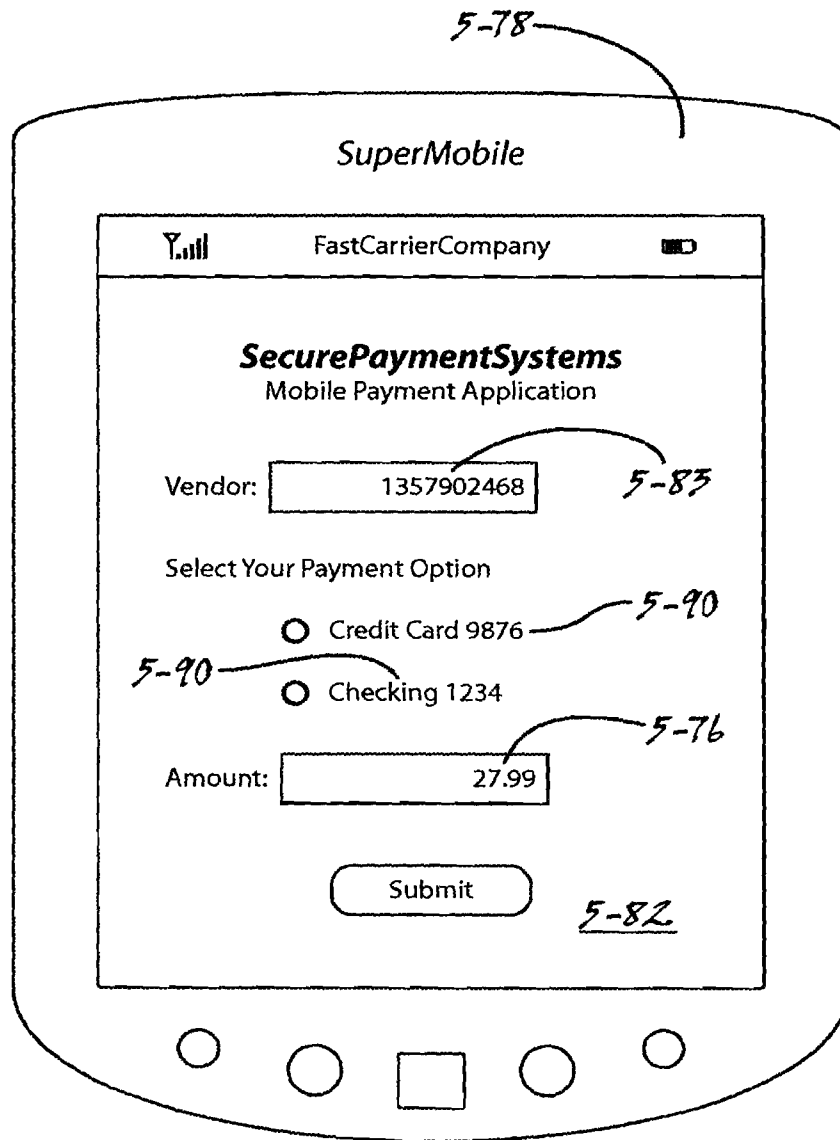 5-78
SuperMobile
FastCarrierCompany
SecurePaymentSystems
Mobile Payment Application
Vendor: 1357902468
5-83
Select Your Payment Option
Credit Card 9876
5-90
5-90
Checking 1234
5-76
Amount: 27.99
Submit
5-82